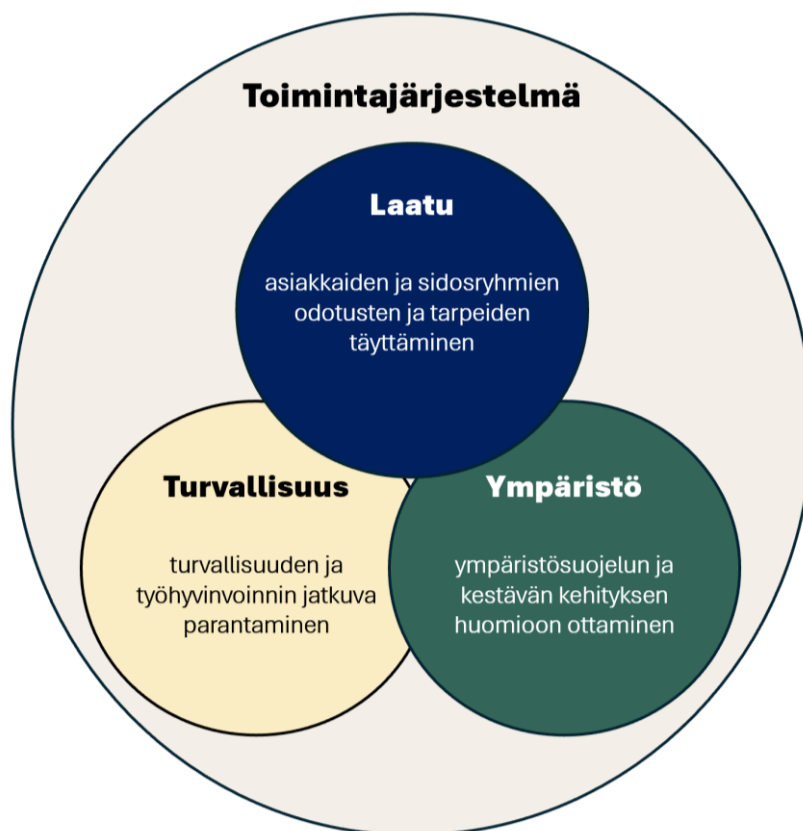 Toimintajärjestelmä
Laatu
asiakkaiden ja sidosryhmien
odotusten ja tarpeiden
täyttäminen
Turvallisuus
turvallisuuden ja
työhyvinvoinnin jatkuva
parantaminen
Ympäristö
ympäristösuojelun ja
kestävän kehityksen
huomioon ottaminen